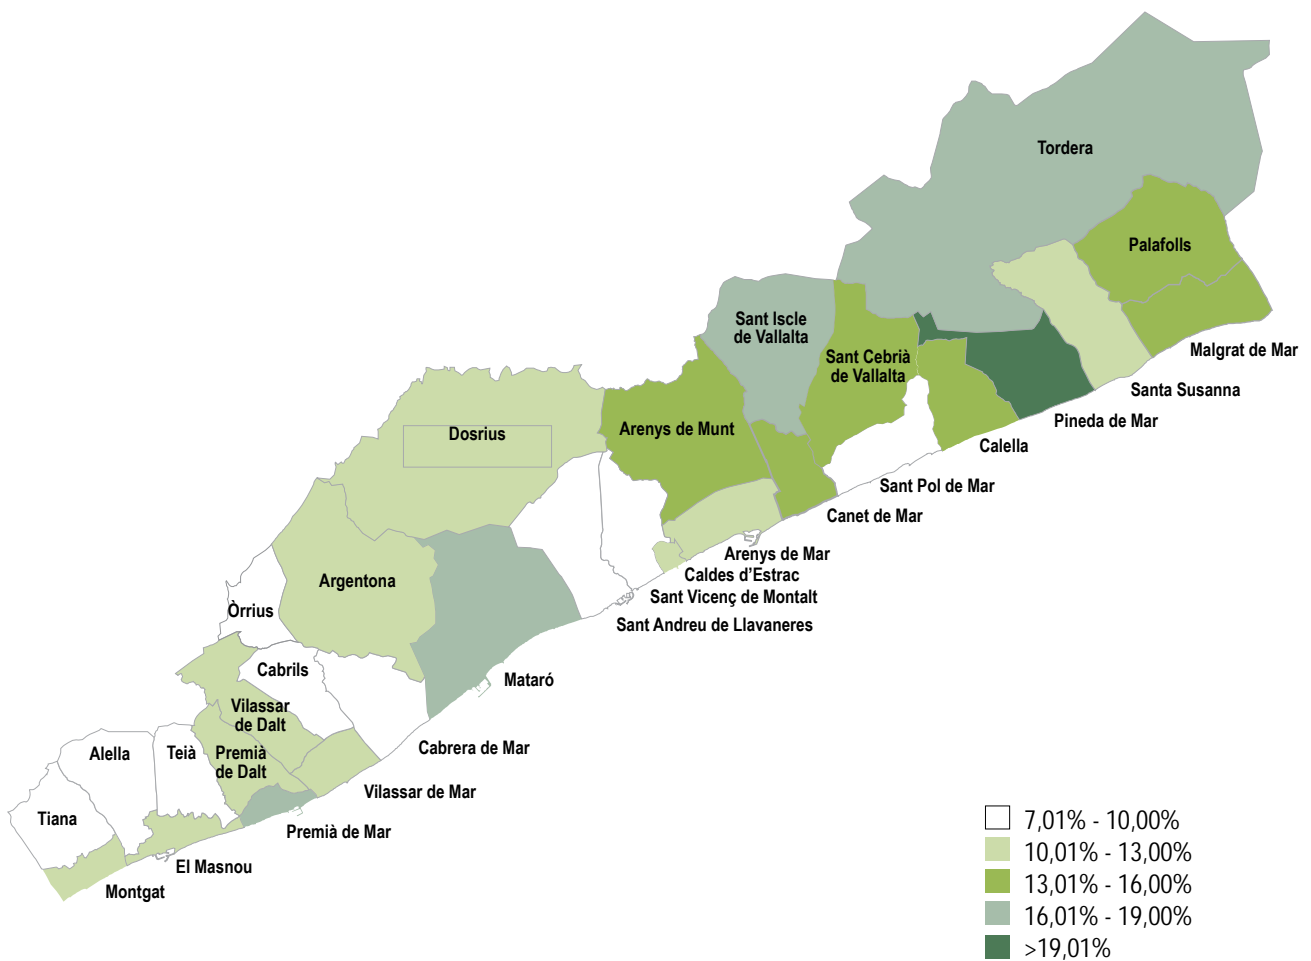 Tordera
Palafolls
Sant Iscle
de Vallalta
Sant Cebrià
de Vallalta
Malgrat de Mar
Santa Susanna
Pineda de Mar
Calella
Dosrius
Arenys de Munt
Sant Pol de Mar
Canet de Mar
Arenys de Mar
Caldes d’Estrac
Sant Vicenç de Montalt
Sant Andreu de Llavaneres
Argentona
Òrrius
Cabrils
Mataró
Vilassar
de Dalt
Cabrera de Mar
Alella
Teià
Premià
de Dalt
Vilassar de Mar
Tiana
Premià de Mar
El Masnou
Montgat
7,01% - 10,00%
10,01% - 13,00%
13,01% - 16,00%
16,01% - 19,00%
>19,01%